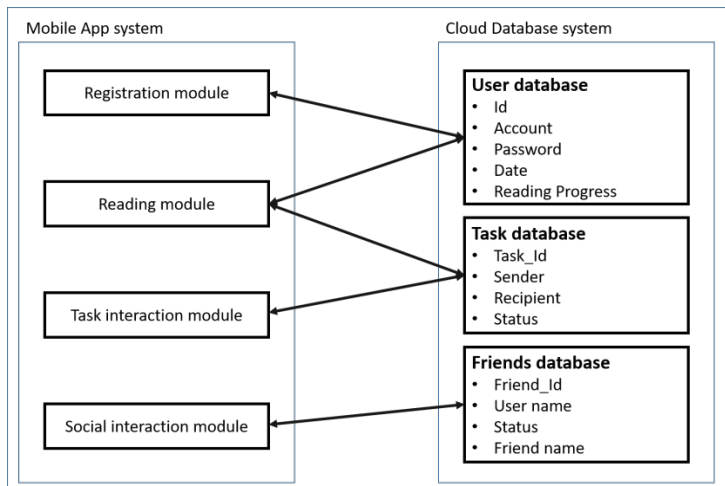 Mobile App system
Registration module
Reading module
Task interaction module
Social interaction module
Cloud Database system
User database
• Id
• Account
• Password
• Date
• Reading Progress
Task database
• Task_Id
• Sender
• Recipient
• Status
Friends database
• Friend_Id
• User name
• Status
• Friend name